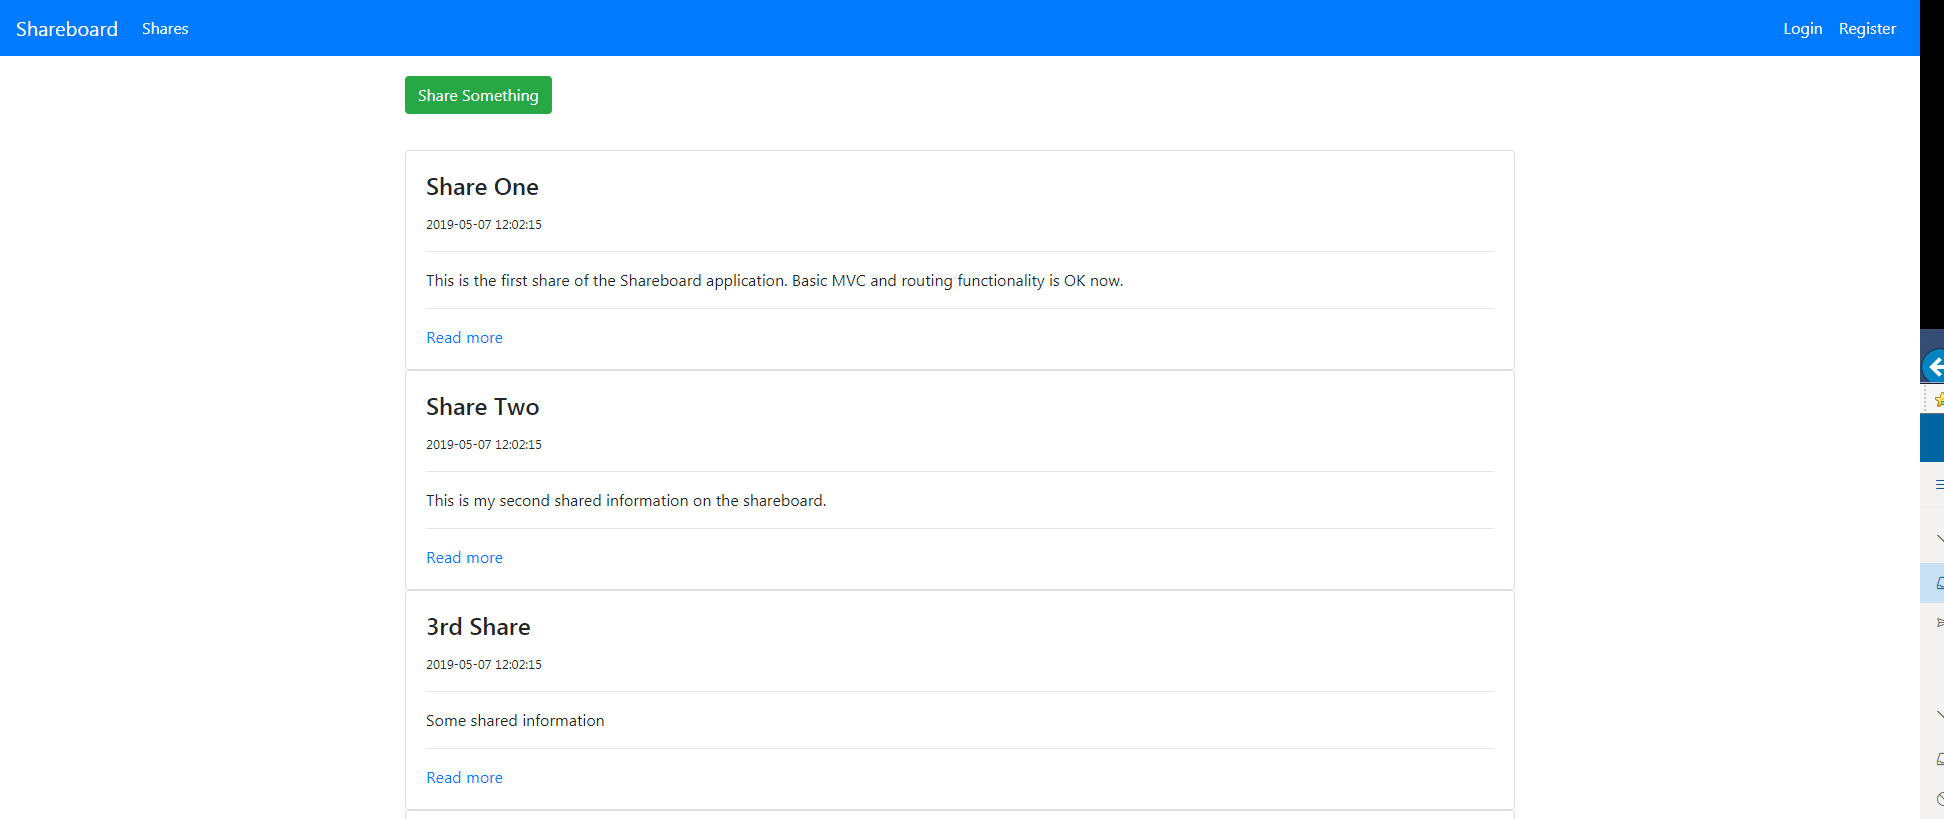 Shareboard Shares Login Register
Share Something
Share One
2019-05-07 12:02:15
This is the first share of the Shareboard application. Basic MVC and routing functionality is OK now.
Read more
Share Two
2019-05-07 12:02:15
This is my second shared information on the shareboard.
Read more
3rd Share
2019-05-07 12:02:15
Some shared information
Read more